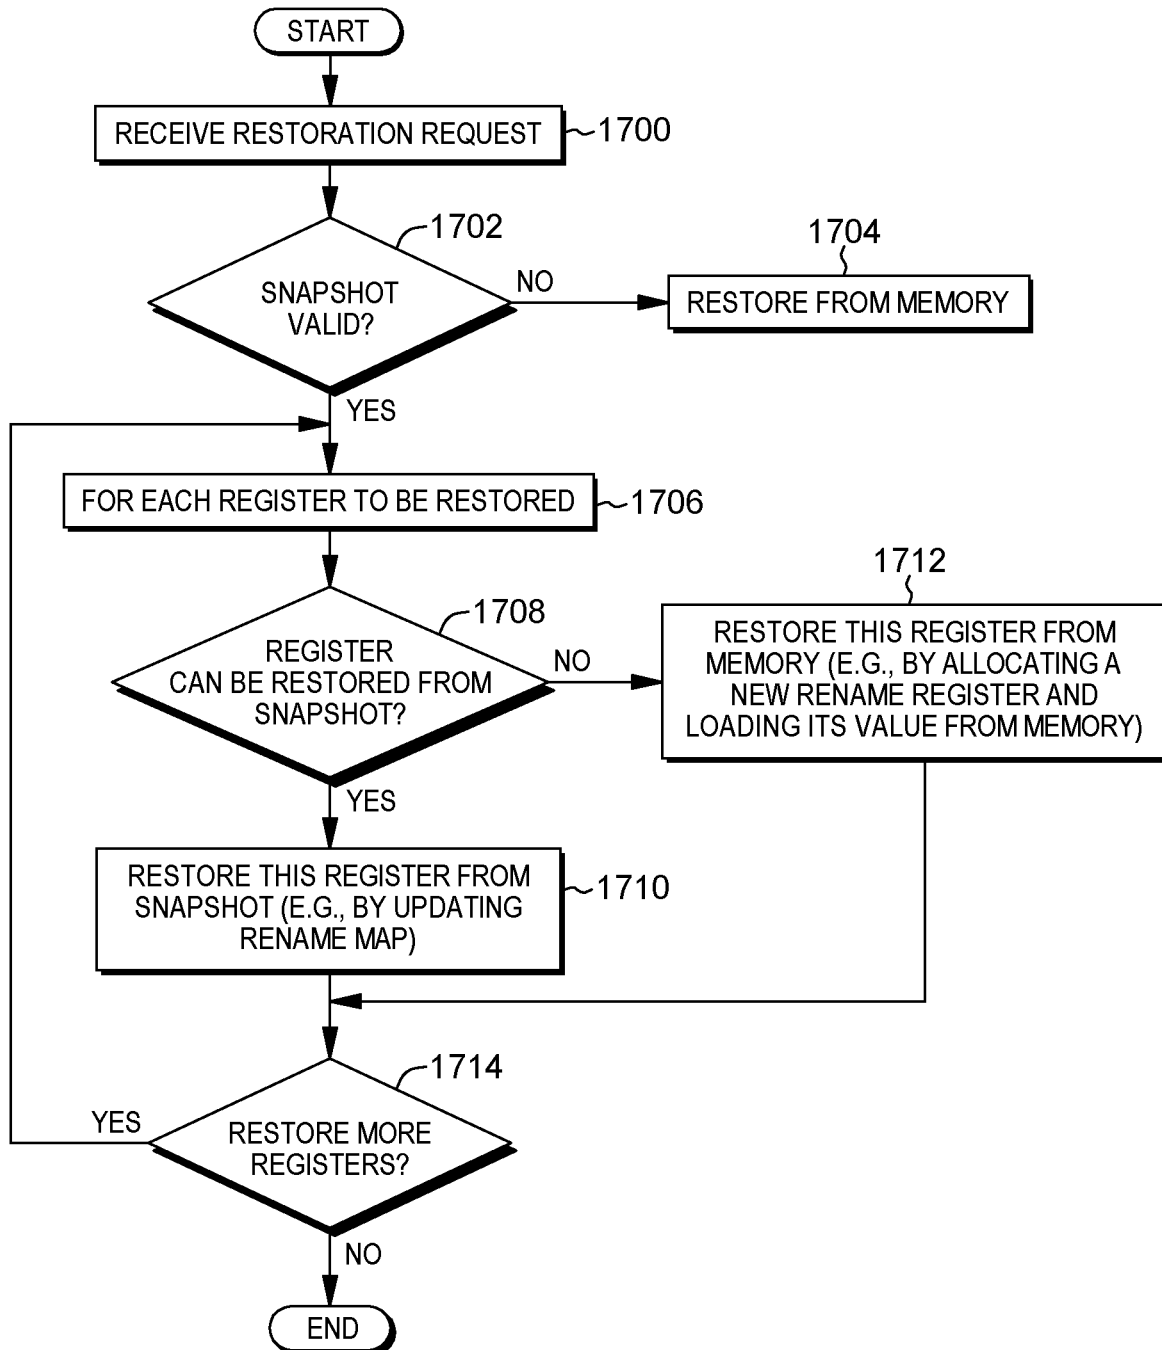 START
RECEIVE RESTORATION REQUEST
1700
1702
SNAPSHOT
VALID?
NO
1704
RESTORE FROM MEMORY
YES
FOR EACH REGISTER TO BE RESTORED
1706
1708
REGISTER
CAN BE RESTORED FROM
SNAPSHOT?
NO
1712
RESTORE THIS REGISTER FROM
MEMORY (E.G., BY ALLOCATING A
NEW RENAME REGISTER AND
LOADING ITS VALUE FROM MEMORY)
YES
RESTORE THIS REGISTER FROM
SNAPSHOT (E.G., BY UPDATING
RENAME MAP)
1710
1714
YES
RESTORE MORE
REGISTERS?
NO
END